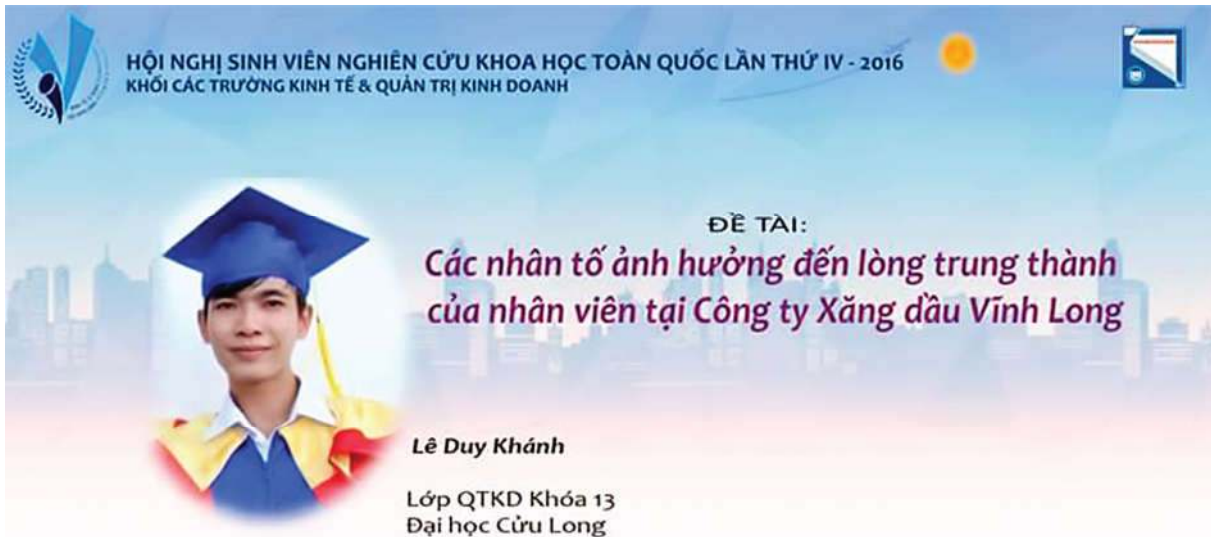 HỘI NGHỊ SINH VIÊN NGHIÊN CỨU KHOA HỌC TOÀN QUỐC LẦN THỨ IV - 2016
KHỐI CÁC TRƯỜNG KINH TẾ & QUẢN TRỊ KINH DOANH
ĐỀ TÀI:
Các nhân tố ảnh hưởng đến lòng trung thành
của nhân viên tại Công ty Xăng dầu Vĩnh Long
Lê Duy Khánh
Lớp QTKD Khóa 13
Đại học Cửu Long